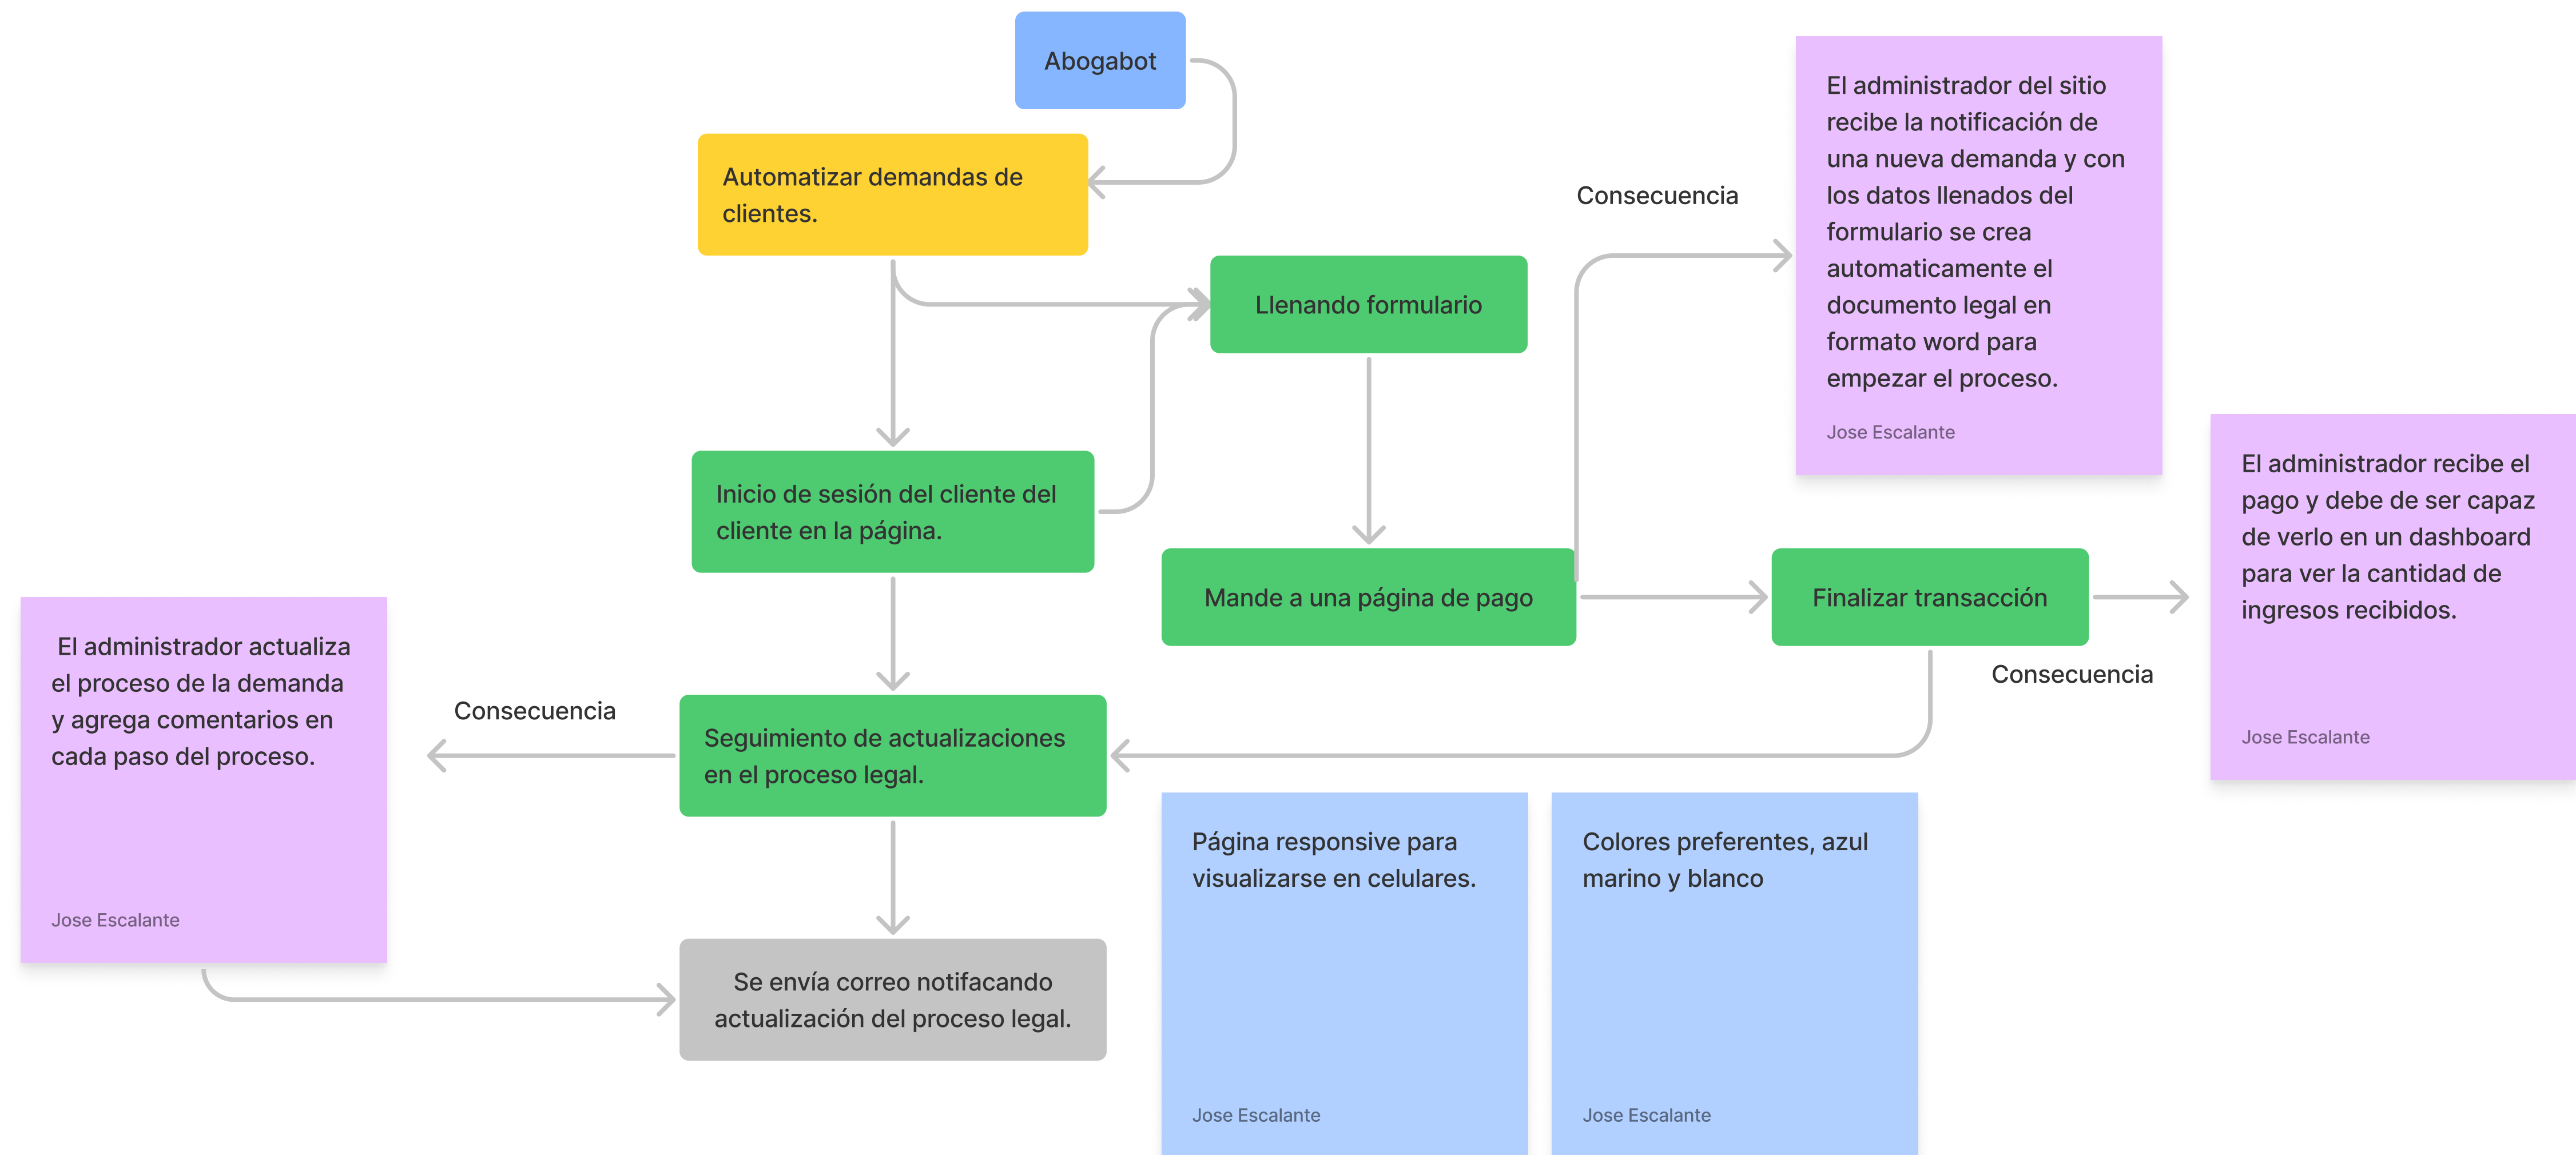 Abogabot
Automatizar demandas de
clientes.
Consecuencia
El administrador del sitio
recibe la notificación de
una nueva demanda y con
los datos llenados del
formulario se crea
automaticamente el
documento legal en
formato word para
empezar el proceso.
Jose Escalante
Llenando formulario
Inicio de sesión del cliente del
cliente en la página.
Mande a una página de pago
Finalizar transacción
Consecuencia
El administrador recibe el
pago y debe de ser capaz
de verlo en un dashboard
para ver la cantidad de
ingresos recibidos.
Jose Escalante
El administrador actualiza
el proceso de la demanda
y agrega comentarios en
cada paso del proceso.
Jose Escalante
Consecuencia
Seguimiento de actualizaciones
en el proceso legal.
Se envía correo notifacando
actualización del proceso legal.
Página responsive para
visualizarse en celulares.
Jose Escalante
Colores preferentes, azul
marino y blanco
Jose Escalante